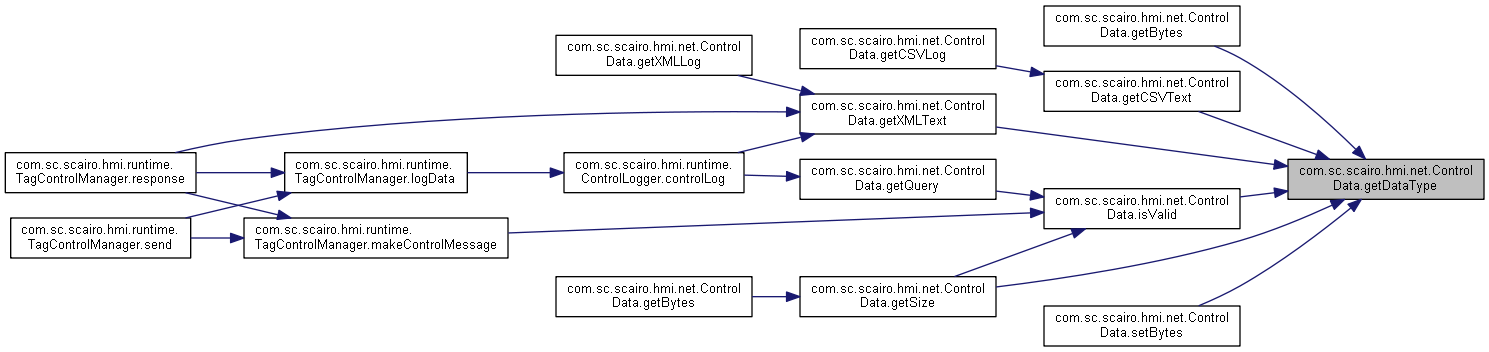 com.sc.scairo.hmi.net.Control
Data.getBytes
com.sc.scairo.hmi.net.Control
Data.getCSVLog
com.sc.scairo.hmi.net.Control
Data.getXMLLog
com.sc.scairo.hmi.net.Control
Data.getCSVText
com.sc.scairo.hmi.net.Control
Data.getXMLText
com.sc.scairo.hmi.runtime.
TagControlManager.response
com.sc.scairo.hmi.runtime.
TagControlManager.logData
com.sc.scairo.hmi.runtime.
ControlLogger.controlLog
com.sc.scairo.hmi.net.Control
Data.getQuery
com.sc.scairo.hmi.net.Control
Data.getDataType
com.sc.scairo.hmi.net.Control
Data.isValid
com.sc.scairo.hmi.runtime.
TagControlManager.send
com.sc.scairo.hmi.runtime.
TagControlManager.makeControlMessage
com.sc.scairo.hmi.net.Control
Data.getBytes
com.sc.scairo.hmi.net.Control
Data.getSize
com.sc.scairo.hmi.net.Control
Data.setBytes